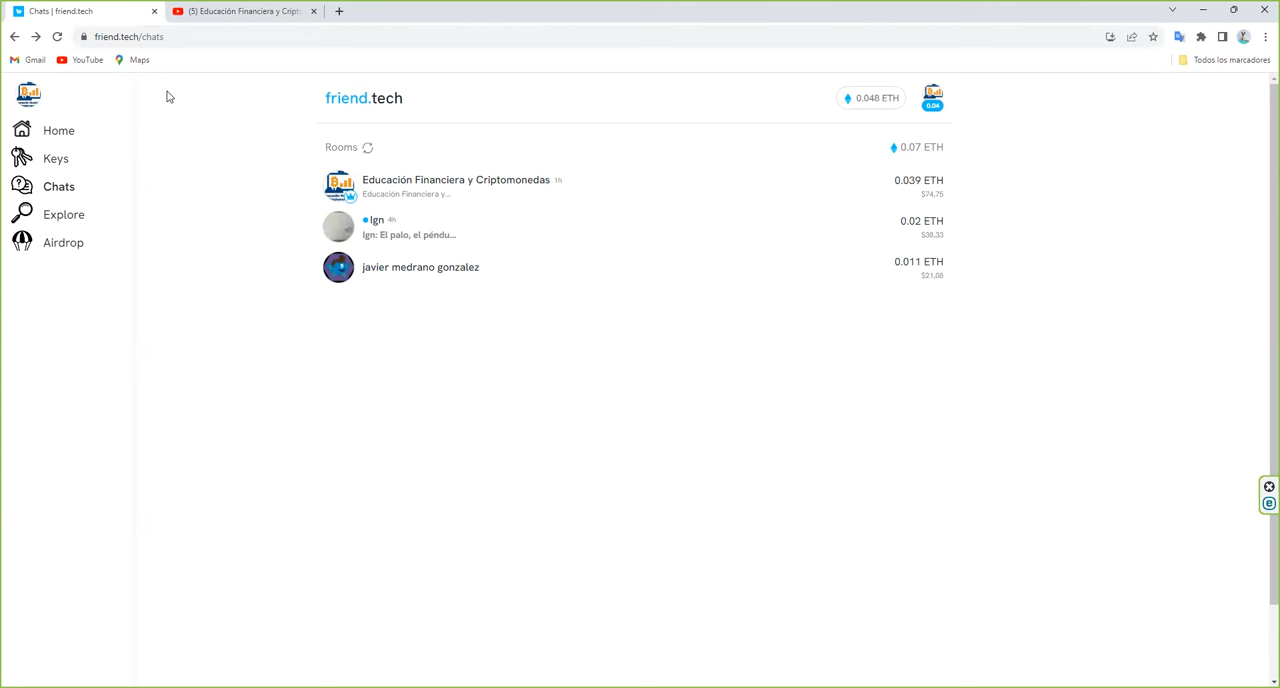 Chats | friend.tech
(5) Educación Financiera y Cripto
friend.tech/chats
Gmail
YouTube
Maps
Todos los marcadores
friend.tech
0.048 ETH
0.04
Home
Keys
Chats
Explore
Airdrop
Rooms
0.07 ETH
Educación Financiera y Criptomonedas 1h
0.039 ETH
Educación Financiera y...
$74,75
Ign 4h
0.02 ETH
Ign: El palo, el péndu...
$38,33
javier medrano gonzalez
0.011 ETH
$21,08